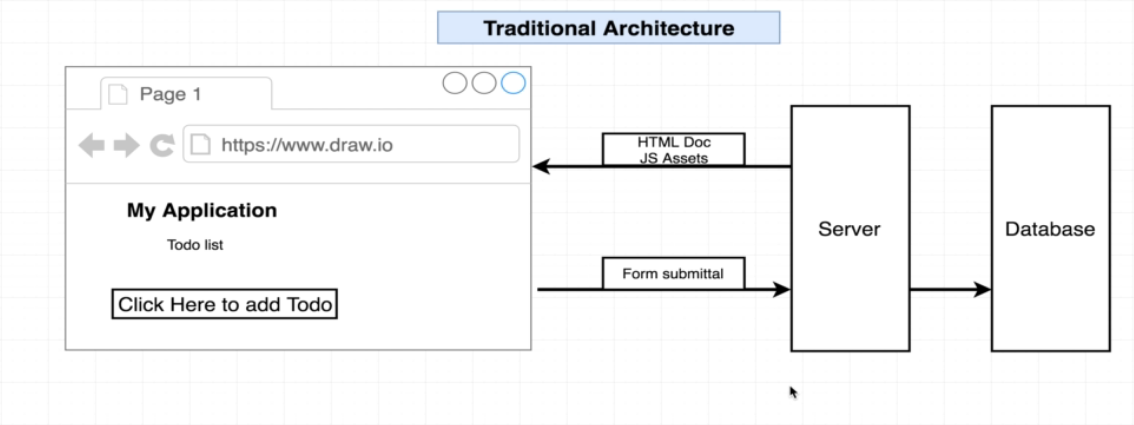 Traditional Architecture
Page 1
https://www.draw.io
My Application
Todo list
Click Here to add Todo
HTML Doc
JS Assets
Form submittal
Server
Database